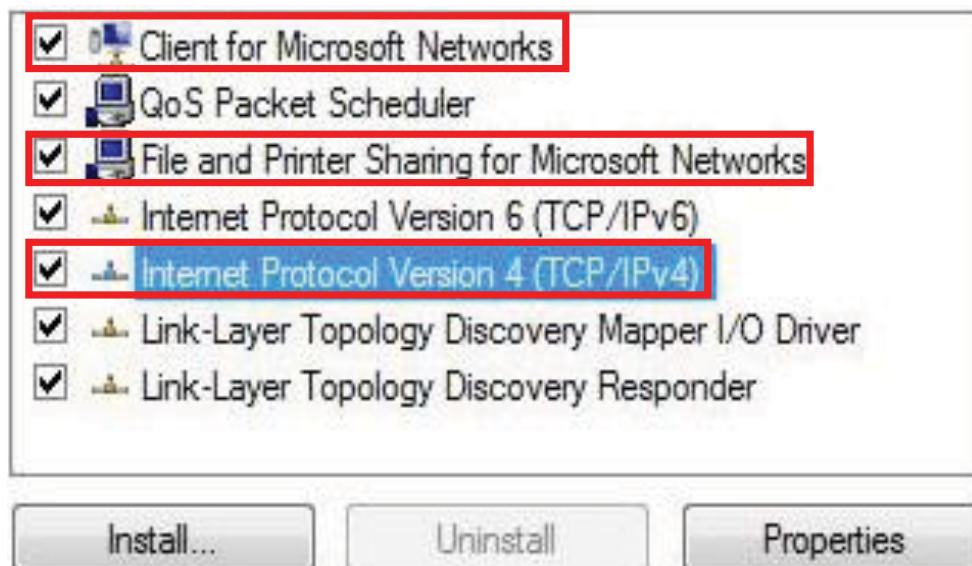 Client for Microsoft Networks
QoS Packet Scheduler
File and Printer Sharing for Microsoft Networks
Internet Protocol Version 6 (TCP/IPv6)
Internet Protocol Version 4 (TCP/IPv4)
Link-Layer Topology Discovery Mapper I/O Driver
Link-Layer Topology Discovery Responder
Install...
Uninstall
Properties